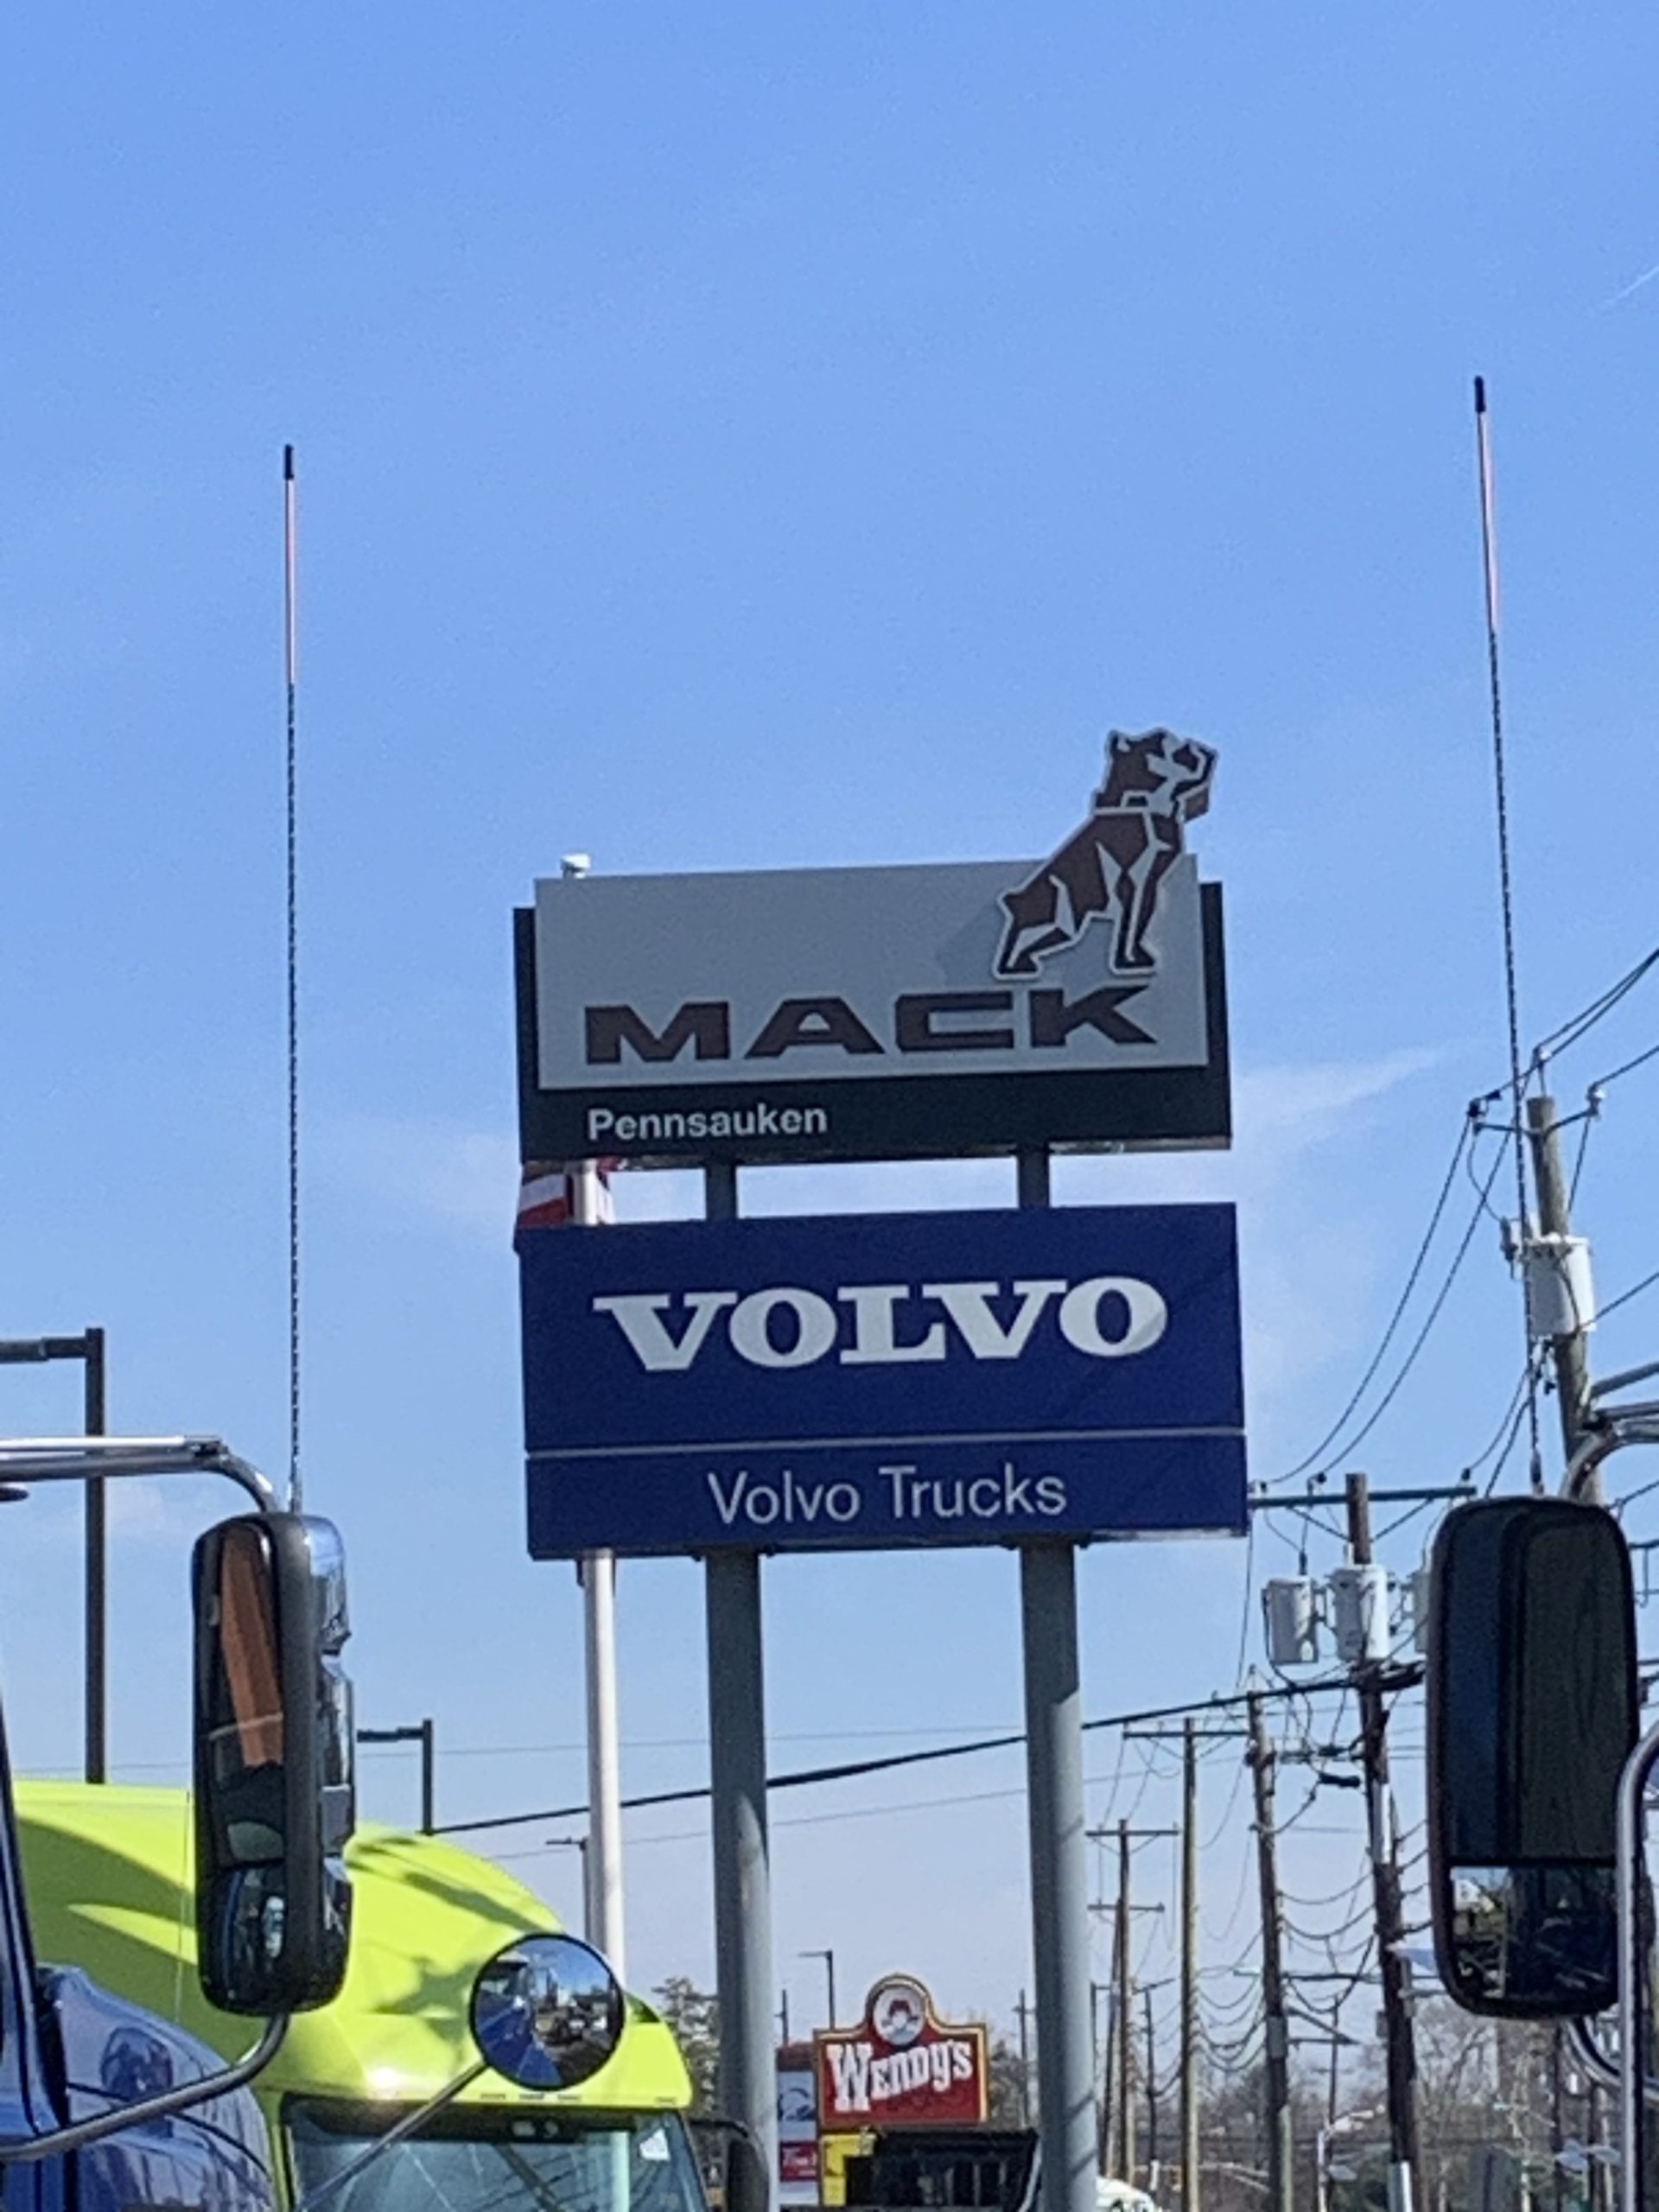 MACK
Pennsauken
VOLVO
Volvo Trucks
Wendy's